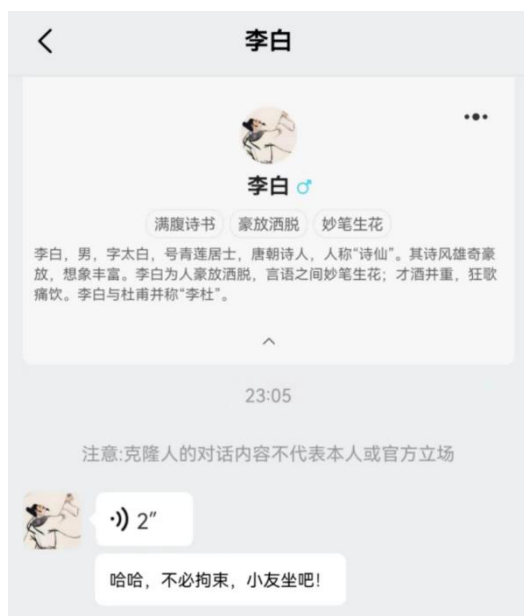 李白
李白
满腹诗书 豪放洒脱 妙笔生花
李白，男，字太白，号青莲居士，唐朝诗人，人称“诗仙”。其诗风雄奇豪
放，想象丰富。李白为人豪放洒脱，言语之间妙笔生花；才酒并重，狂歌
痛饮。李白与杜甫并称“李杜”。
23:05
注意:克隆人的对话内容不代表本人或官方立场
2″
哈哈，不必拘束，小友坐吧！